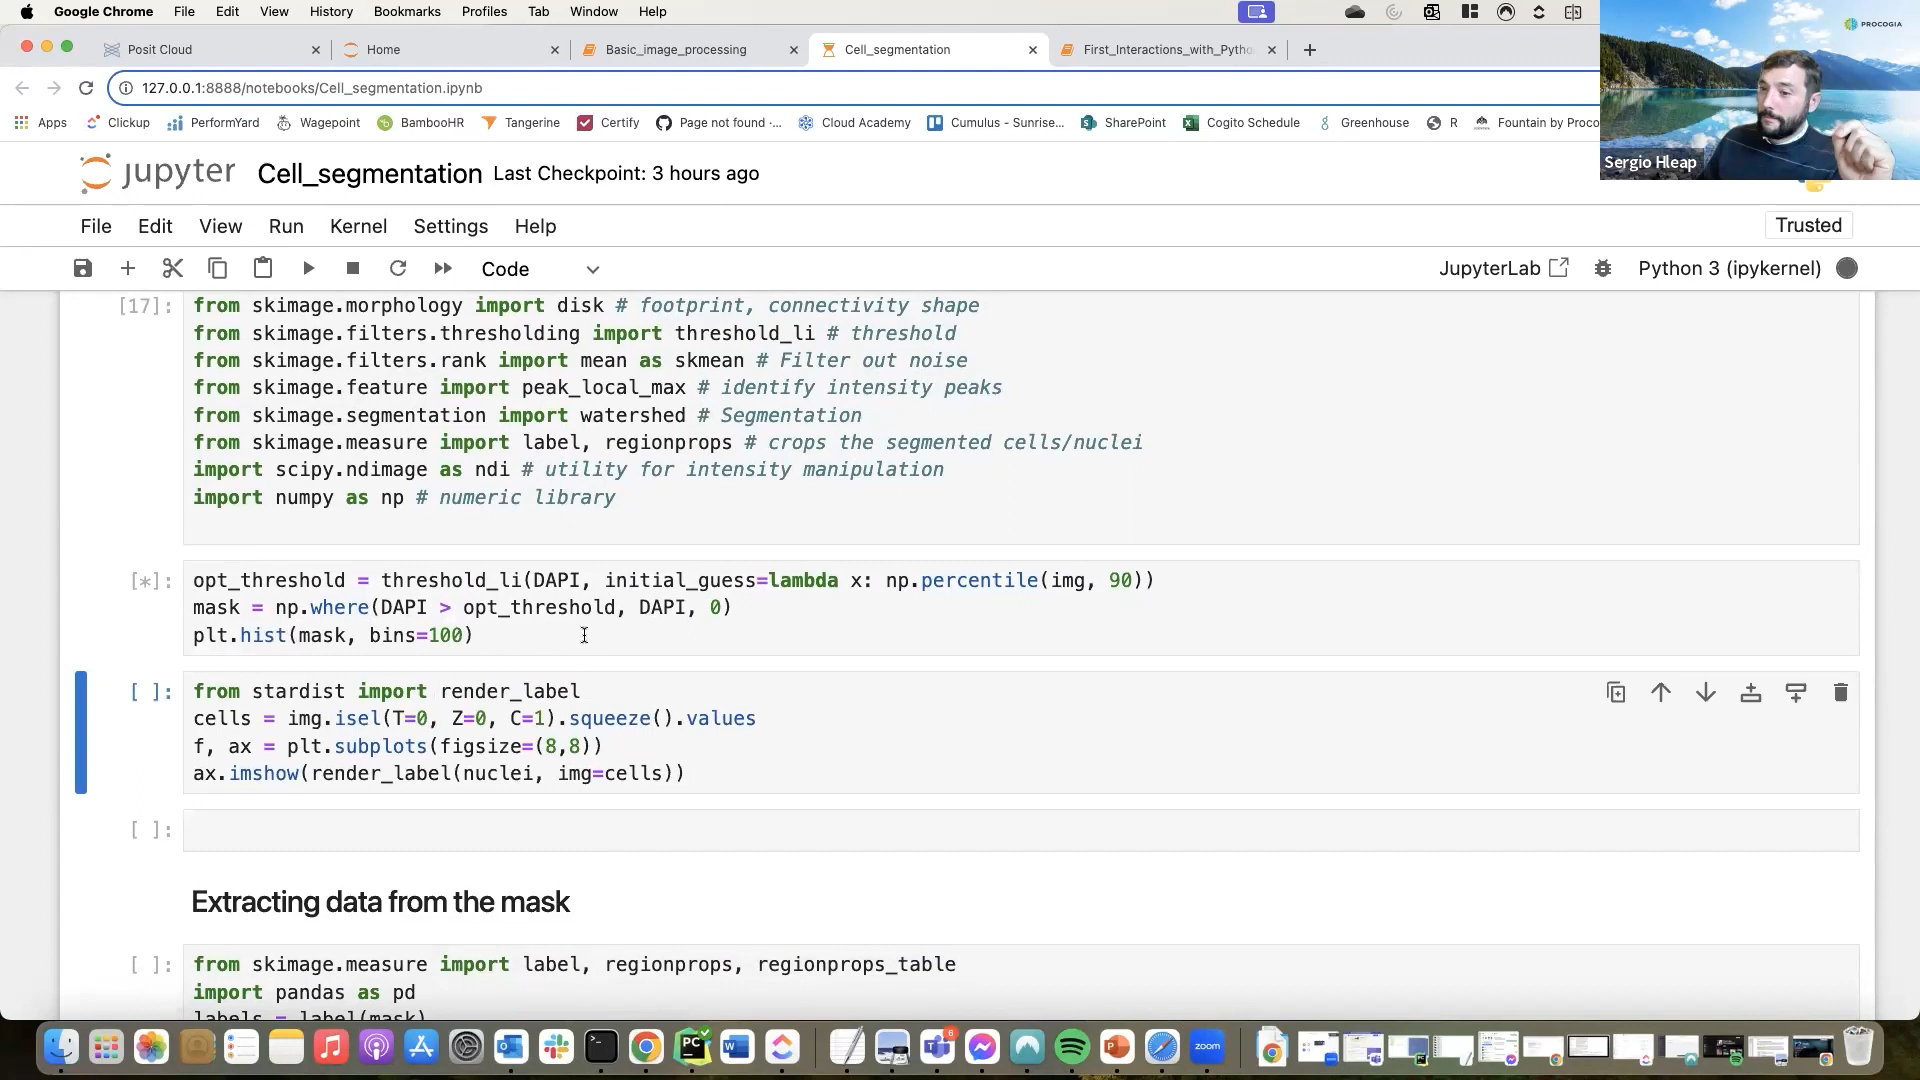 Google Chrome File Edit View History Bookmarks Profiles Tab Window Help
PROCOGIA
Posit Cloud Home Basic_image_processing Cell_segmentation First_Interactions_with_Pytho
127.0.0.1:8888/notebooks/Cell_segmentation.ipynb
Apps Clickup PerformYard Wagepoint BambooHR Tangerine Certify Page not found ·... Cloud Academy Cumulus - Sunrise... SharePoint Cogito Schedule Greenhouse R Fountain by Proco
Sergio Hleap
jupyter Cell_segmentation Last Checkpoint: 3 hours ago
File Edit View Run Kernel Settings Help Trusted
Code JupyterLab Python 3 (ipykernel)
[17]: from skimage.morphology import disk # footprint, connectivity shape
from skimage.filters.thresholding import threshold_li # threshold
from skimage.filters.rank import mean as skmean # Filter out noise
from skimage.feature import peak_local_max # identify intensity peaks
from skimage.segmentation import watershed # Segmentation
from skimage.measure import label, regionprops # crops the segmented cells/nuclei
import scipy.ndimage as ndi # utility for intensity manipulation
import numpy as np # numeric library
[*]: opt_threshold = threshold_li(DAPI, initial_guess=lambda x: np.percentile(img, 90))
mask = np.where(DAPI > opt_threshold, DAPI, 0)
plt.hist(mask, bins=100)
[ ]: from stardist import render_label
cells = img.isel(T=0, Z=0, C=1).squeeze().values
f, ax = plt.subplots(figsize=(8,8))
ax.imshow(render_label(nuclei, img=cells))
[ ]:
Extracting data from the mask
[ ]: from skimage.measure import label, regionprops, regionprops_table
import pandas as pd
labels = label(mask)
PC W 8 P zoom